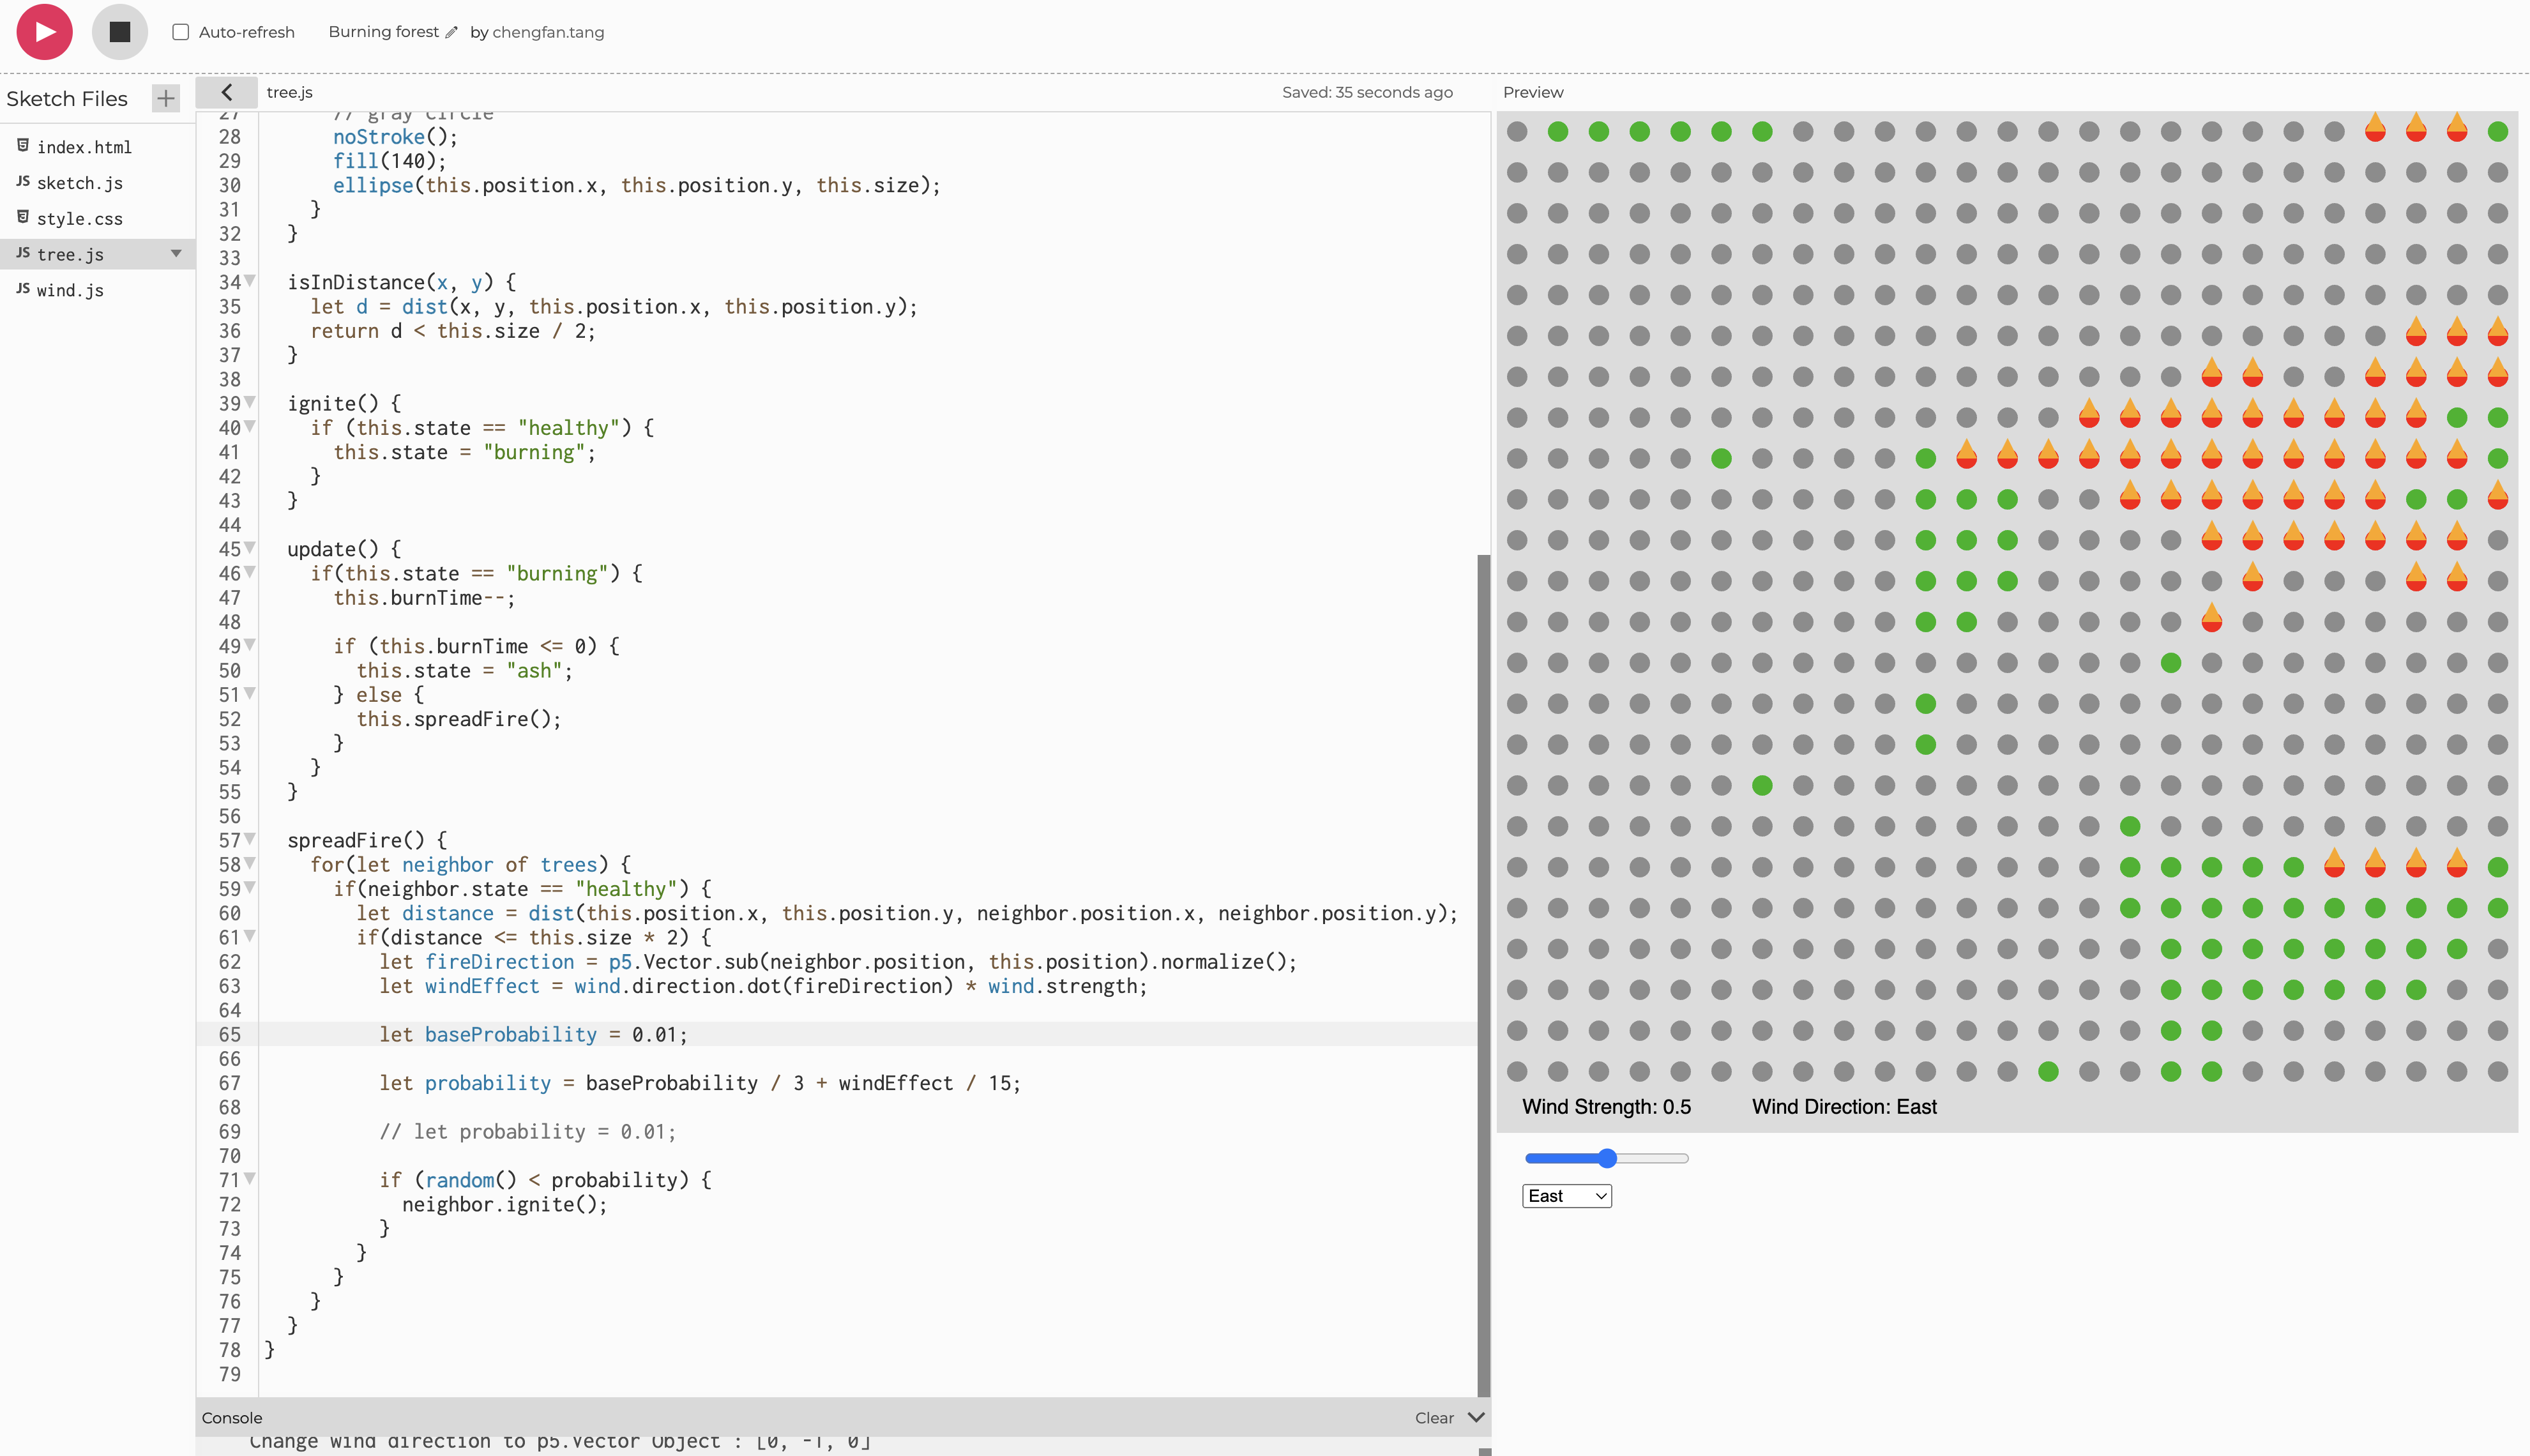 Auto-refresh Burning forest by chengfan.tang
Sketch Files
index.html
sketch.js
style.css
tree.js
wind.js
tree.js Saved: 35 seconds ago
27 // gray circle
28 noStroke();
29 fill(140);
30 ellipse(this.position.x, this.position.y, this.size);
31 }
32 }
33
34 isInDistance(x, y) {
35 let d = dist(x, y, this.position.x, this.position.y);
36 return d < this.size / 2;
37 }
38
39 ignite() {
40 if (this.state == "healthy") {
41 this.state = "burning";
42 }
43 }
44
45 update() {
46 if(this.state == "burning") {
47 this.burnTime--;
48
49 if (this.burnTime <= 0) {
50 this.state = "ash";
51 } else {
52 this.spreadFire();
53 }
54 }
55 }
56
57 spreadFire() {
58 for(let neighbor of trees) {
59 if(neighbor.state == "healthy") {
60 let distance = dist(this.position.x, this.position.y, neighbor.position.x, neighbor.position.y);
61 if(distance <= this.size * 2) {
62 let fireDirection = p5.Vector.sub(neighbor.position, this.position).normalize();
63 let windEffect = wind.direction.dot(fireDirection) * wind.strength;
64
65 let baseProbability = 0.01;
66
67 let probability = baseProbability / 3 + windEffect / 15;
68
69 // let probability = 0.01;
70
71 if (random() < probability) {
72 neighbor.ignite();
73 }
74 }
75 }
76 }
77 }
78 }
79
Console Clear
Change wind direction to p5.Vector Object : [0, -1, 0]
Preview
Wind Strength: 0.5 Wind Direction: East
East